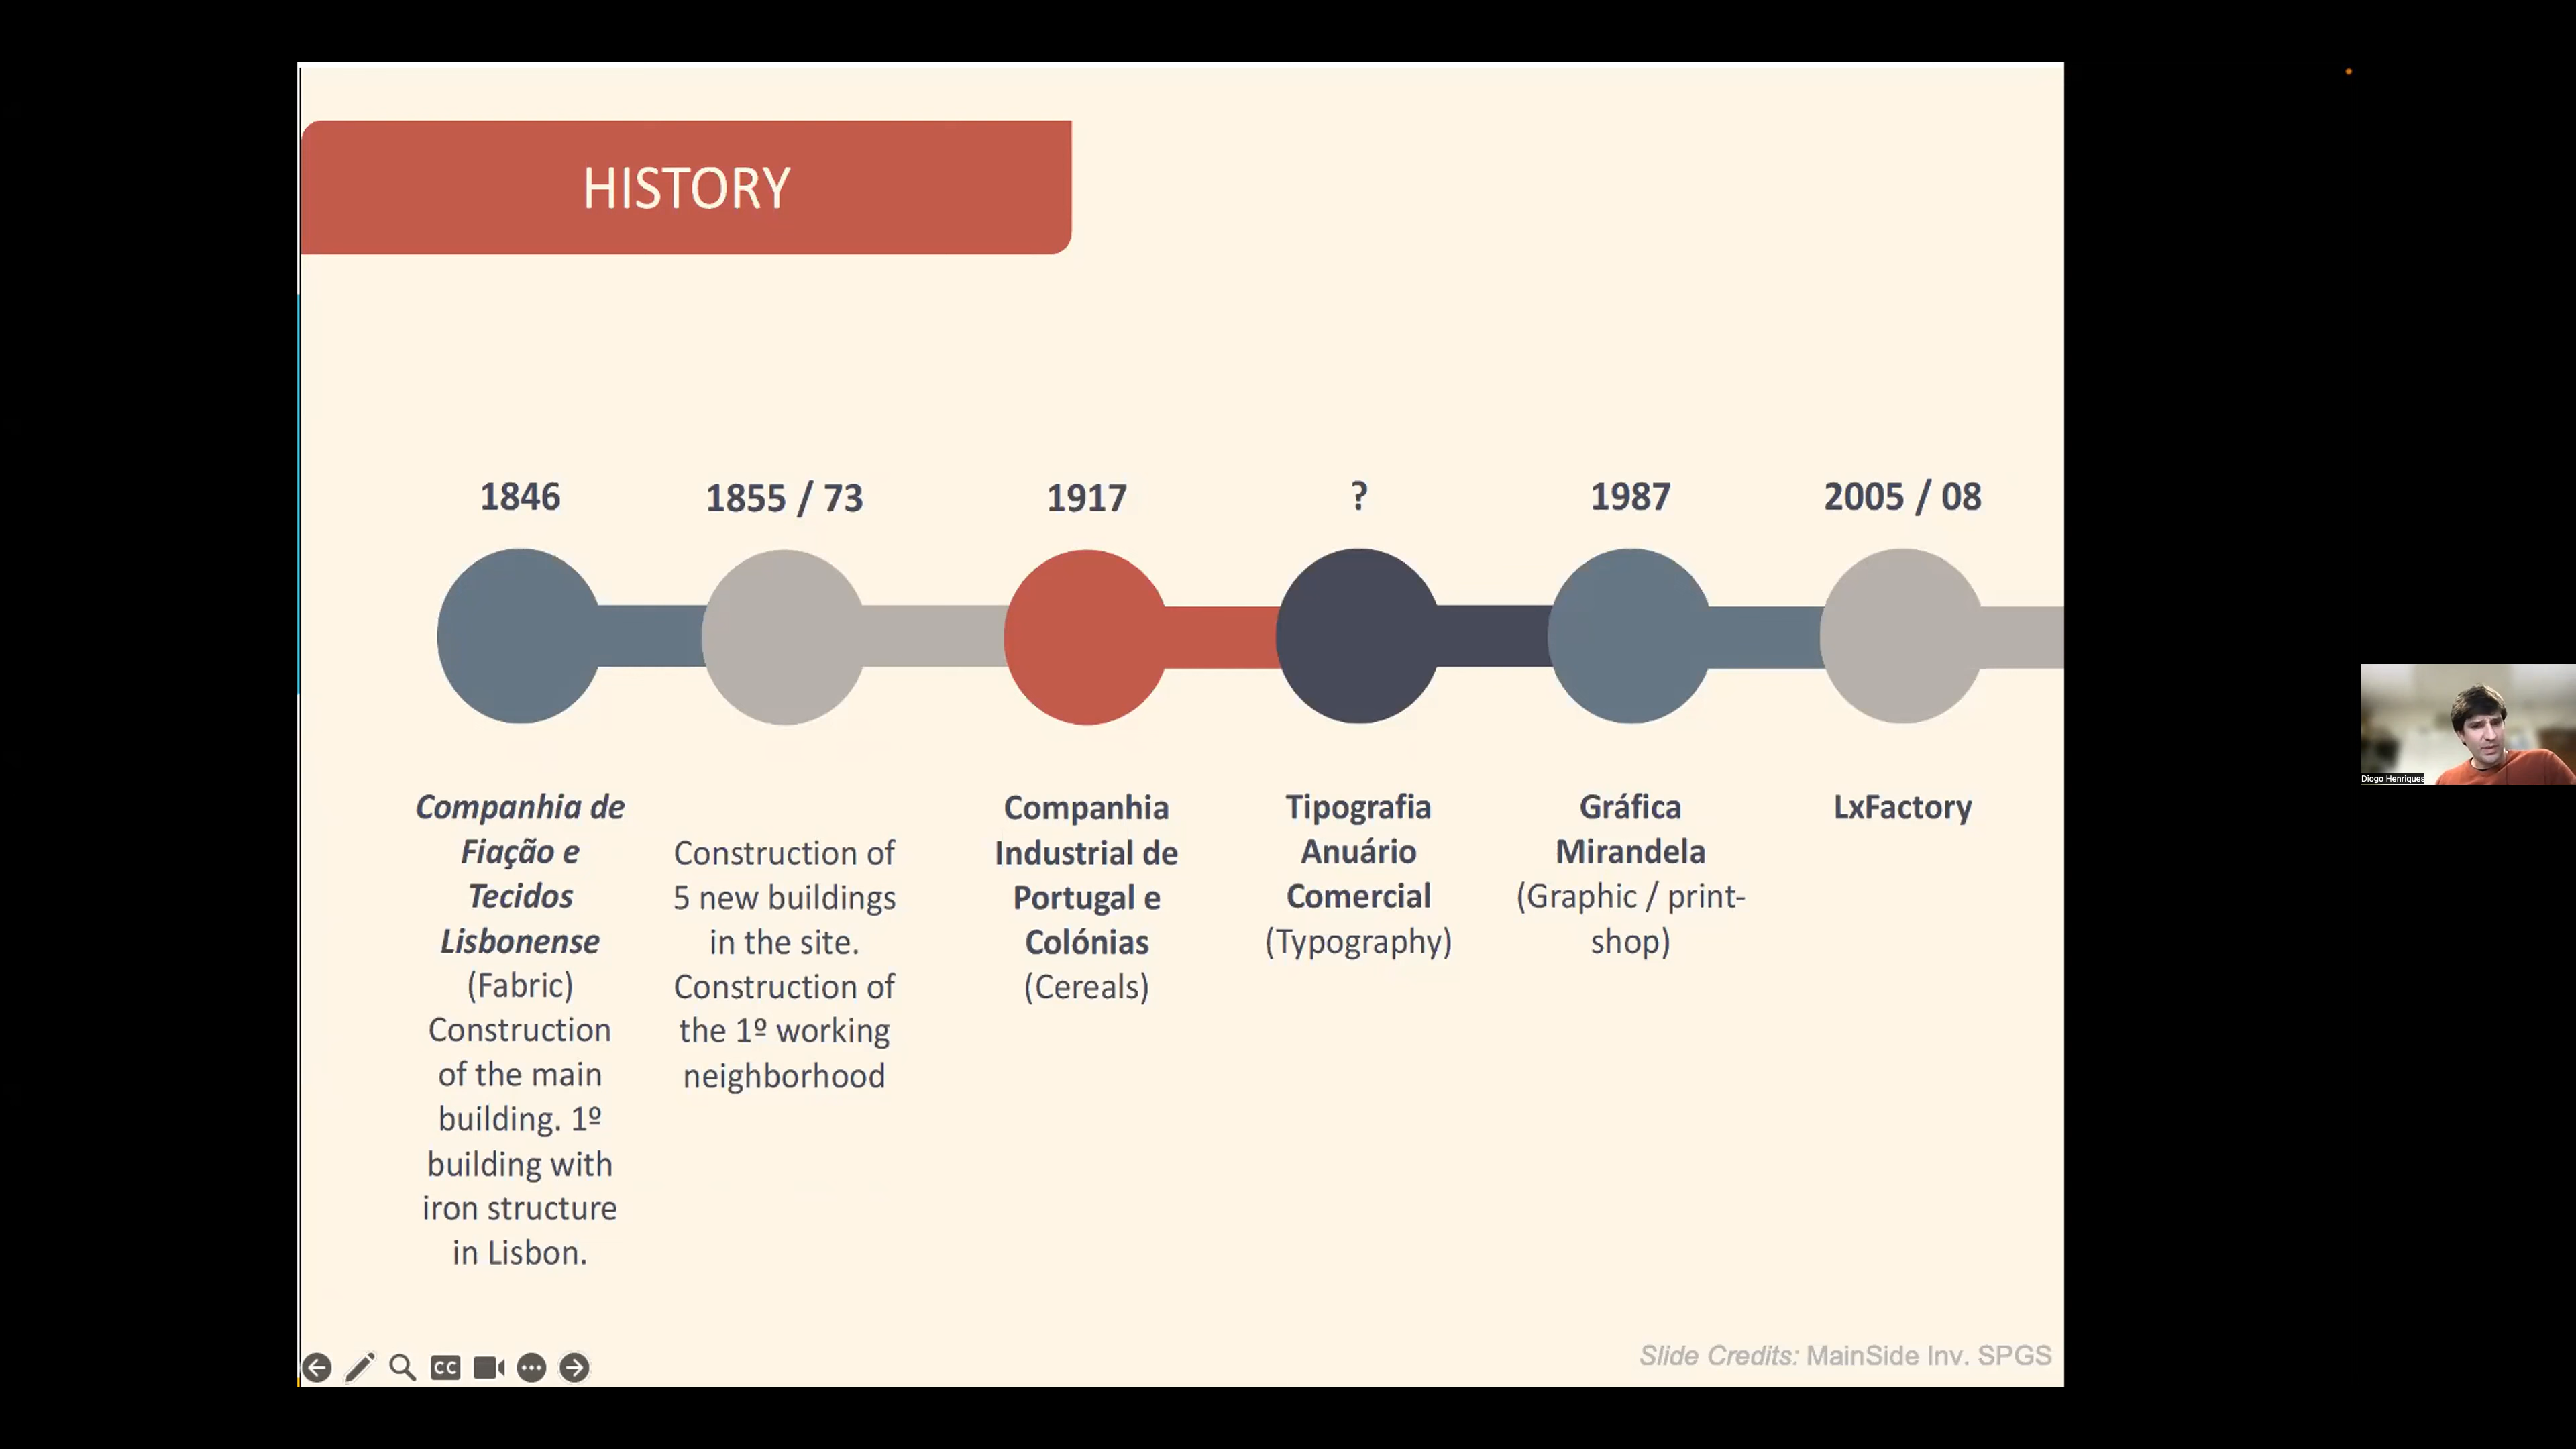 HISTORY
1846
1855 / 73
1917
?
1987
2005 / 08
Companhia de
Fiação e
Tecidos
Lisbonense
(Fabric)
Construction
of the main
building. 1º
building with
iron structure
in Lisbon.
Construction of
5 new buildings
in the site.
Construction of
the 1º working
neighborhood
Companhia
Industrial de
Portugal e
Colónias
(Cereals)
Tipografia
Anuário
Comercial
(Typography)
Gráfica
Mirandela
(Graphic / print-
shop)
LxFactory
Diogo Henriques
CC
Slide Credits: MainSide Inv. SPGS